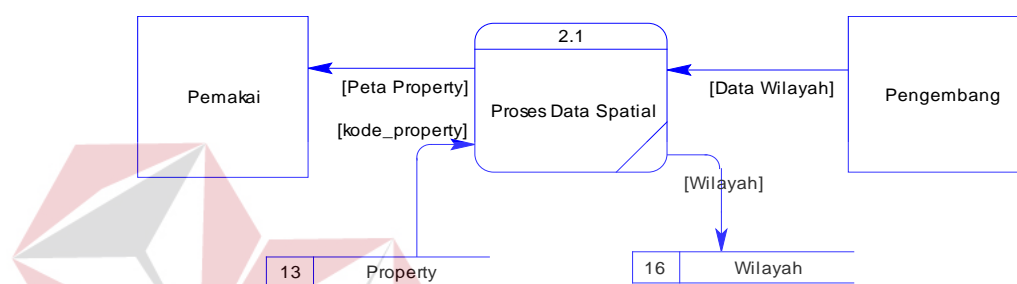 2.1
Pemakai
[Peta Property]
[kode_property]
Proses Data Spatial
[Data Wilayah]
Pengembang
[Wilayah]
13 Property
16 Wilayah